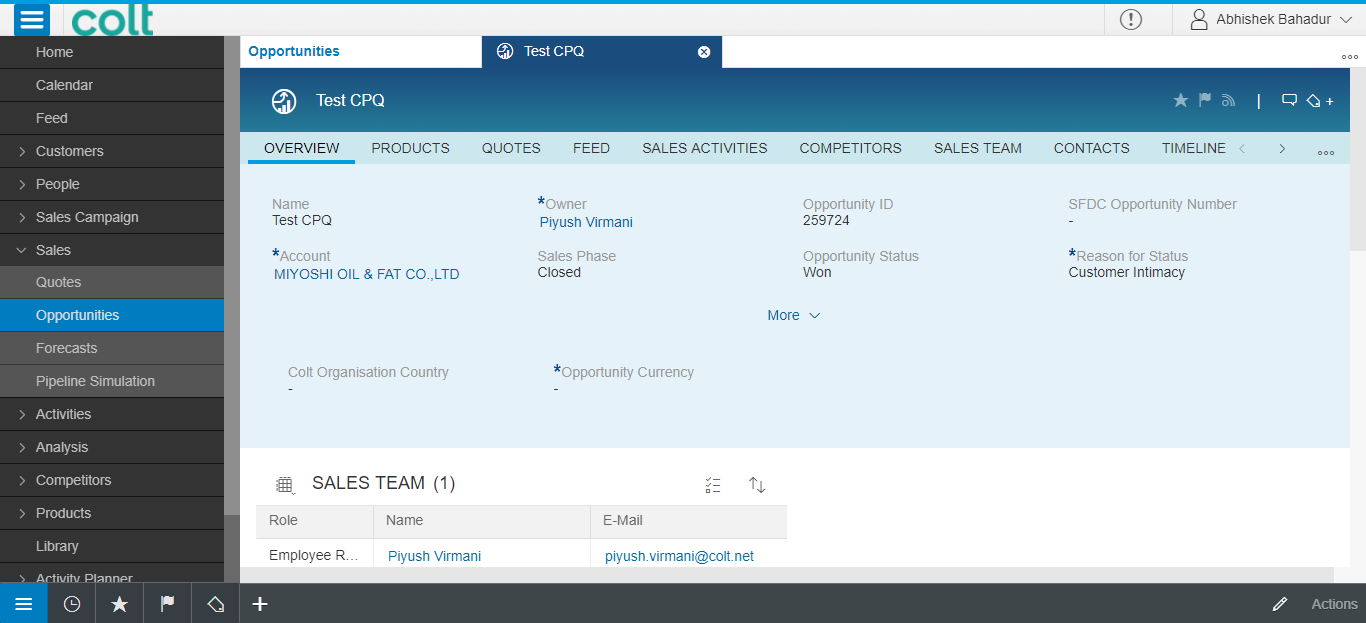 colt
Abhishek Bahadur
Home
Calendar
Feed
Customers
People
Sales Campaign
Sales
Quotes
Opportunities
Forecasts
Pipeline Simulation
Activities
Analysis
Competitors
Products
Library
Activity Planner
Opportunities
Test CPQ
Test CPQ
OVERVIEW PRODUCTS QUOTES FEED SALES ACTIVITIES COMPETITORS SALES TEAM CONTACTS TIMELINE
Name *Owner Opportunity ID SFDC Opportunity Number
Test CPQ Piyush Virmani 259724 -
*Account Sales Phase Opportunity Status *Reason for Status
MIYOSHI OIL & FAT CO.,LTD Closed Won Customer Intimacy
More
Colt Organisation Country *Opportunity Currency
- -
SALES TEAM (1)
Role Name E-Mail
Employee R... Piyush Virmani piyush.virmani@colt.net
Actions